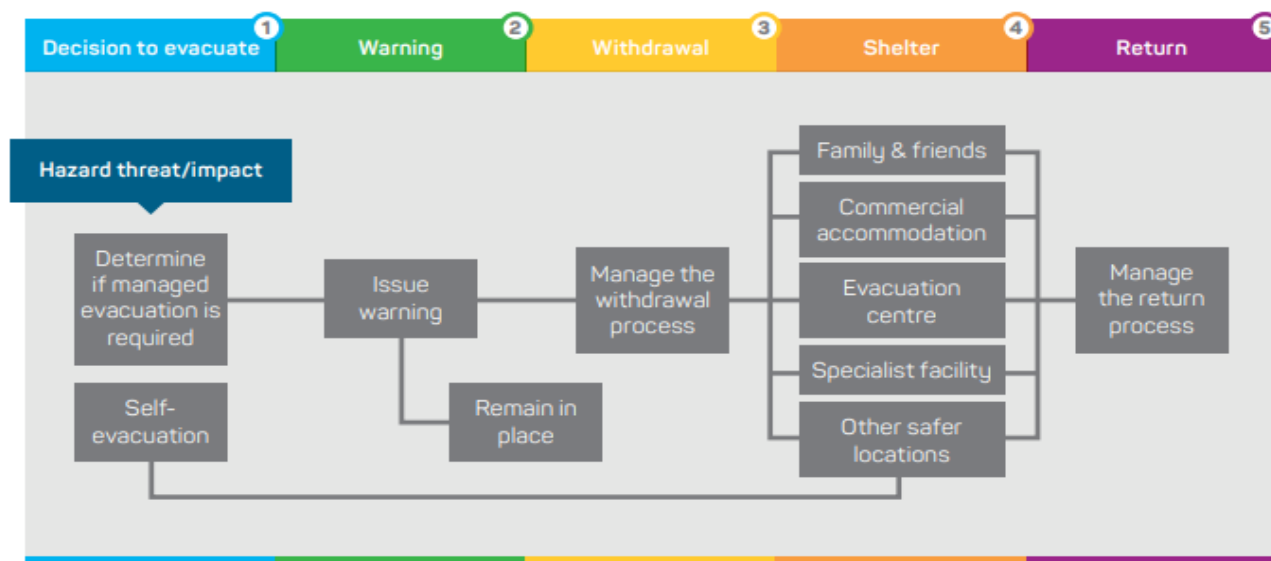 1
2
3
4
5
Decision to evacuate
Warning
Withdrawal
Shelter
Return
Hazard threat/impact
Determine
if managed
evacuation is
required
Self-
evacuation
Issue
warning
Remain in
place
Manage the
withdrawal
process
Family & friends
Commercial
accommodation
Evacuation
centre
Specialist facility
Other safer
locations
Manage
the return
process